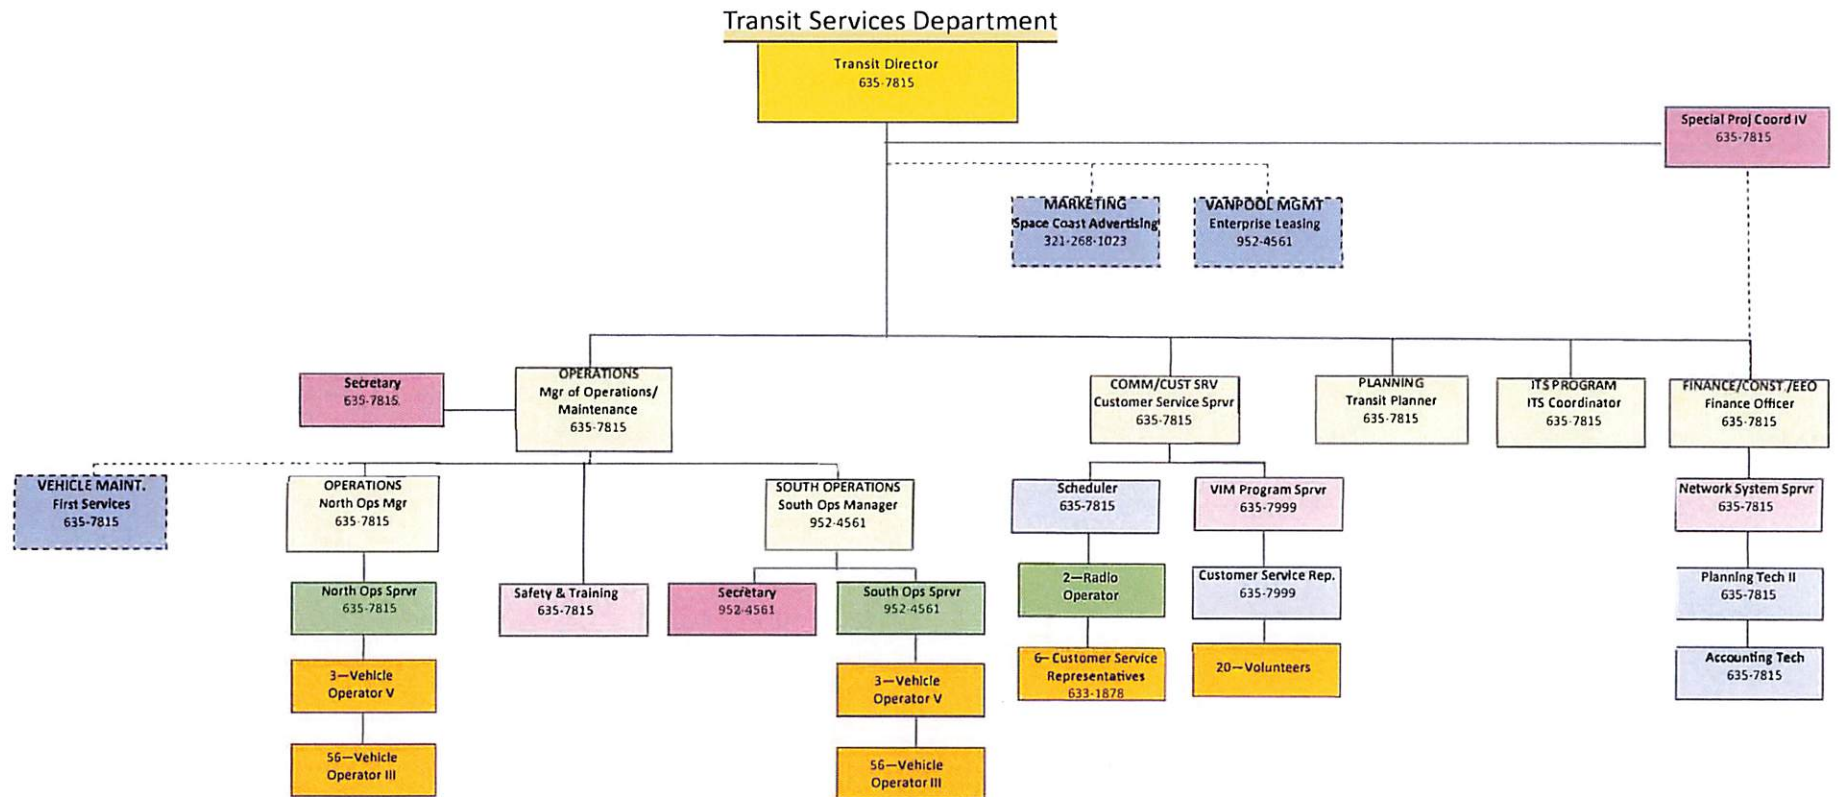 Transit Services Department
Transit Director
635-7815
Special Proj Coord IV
635-7815
MARKETING
Space Coast Advertising
321-268-1023
VANPOOL MGMT
Enterprise Leasing
952-4561
Secretary
635-7815.
OPERATIONS
Mgr of Operations/
Maintenance
635-7815
COMM/CUST SRV
Customer Service Sprvr
635-7815
PLANNING
Transit Planner
635-7815
ITS PROGRAM
ITS Coordinator
635-7815
FINANCE/CONST./EEO
Finance Officer
635-7815
VEHICLE MAINT.
First Services
635-7815
OPERATIONS
North Ops Mgr
635-7815
SOUTH OPERATIONS
South Ops Manager
952-4561
Scheduler
635-7815
VIM Program Sprvr
635-7999
Network System Sprvr
635-7815
North Ops Sprvr
635-7815
Safety & Training
635-7815
Secretary
952-4561
South Ops Sprvr
952-4561
2—Radio
Operator
Customer Service Rep.
635-7999
Planning Tech II
635-7815
3—Vehicle
Operator V
3—Vehicle
Operator V
6— Customer Service
Representatives
633-1878
20—Volunteers
Accounting Tech
635-7815
56—Vehicle
Operator III
56—Vehicle
Operator III